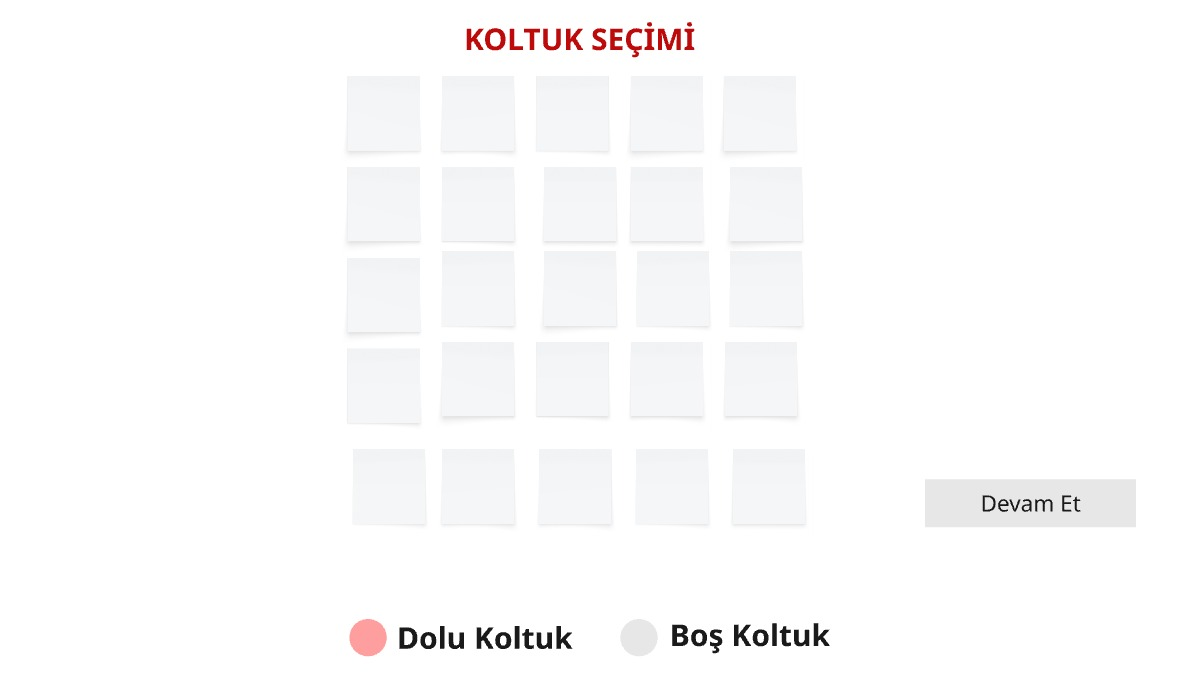 KOLTUK SEÇİMİ
Devam Et
Dolu Koltuk
Boş Koltuk